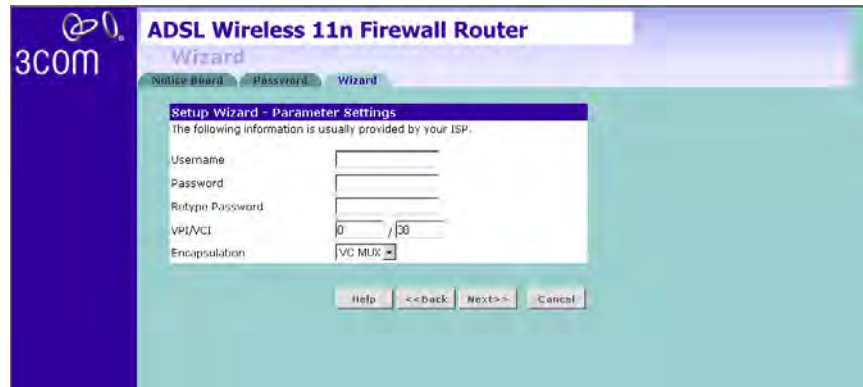 3COM
ADSL Wireless 11n Firewall Router
Wizard
Notice Board Password Wizard
Setup Wizard - Parameter Settings
The following information is usually provided by your ISP.
Username
Password
Retype Password
VPI/VCI 0 / 38
Encapsulation VC MUX
Help <<Back Next>> Cancel